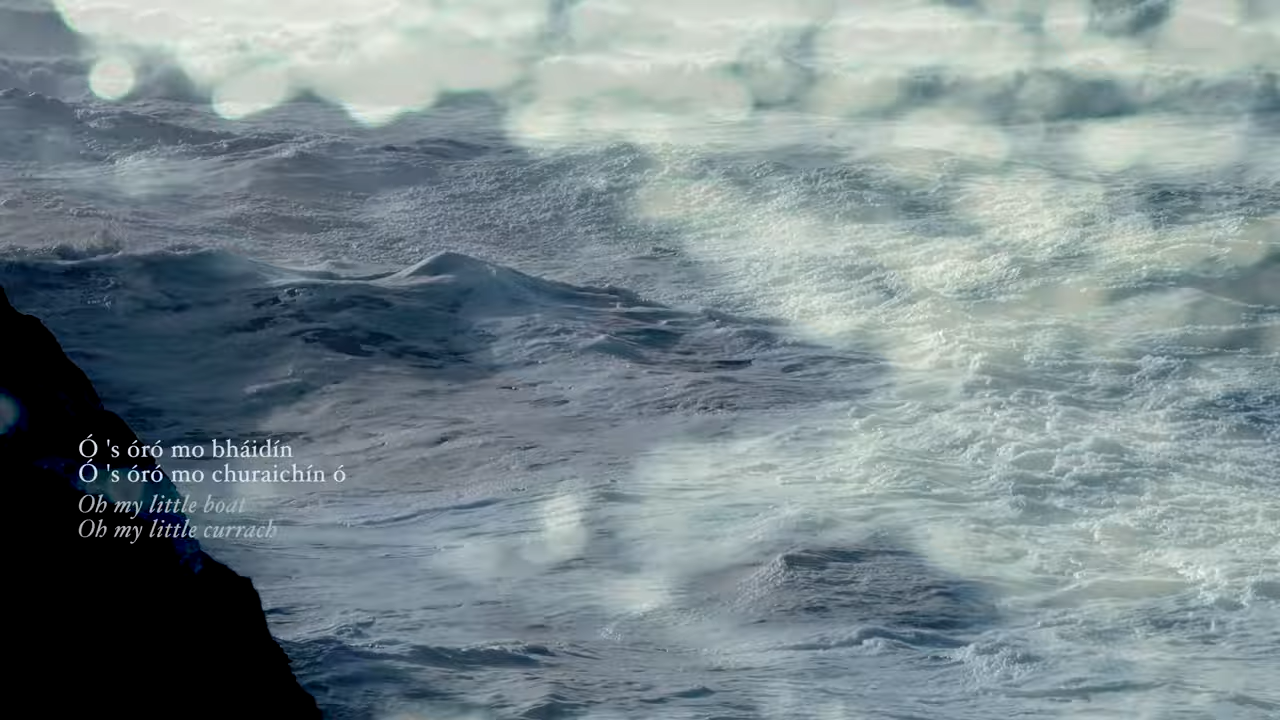 Ó 's óró mo bháidín
Ó 's óró mo churaichín ó
Oh my little boat
Oh my little currach